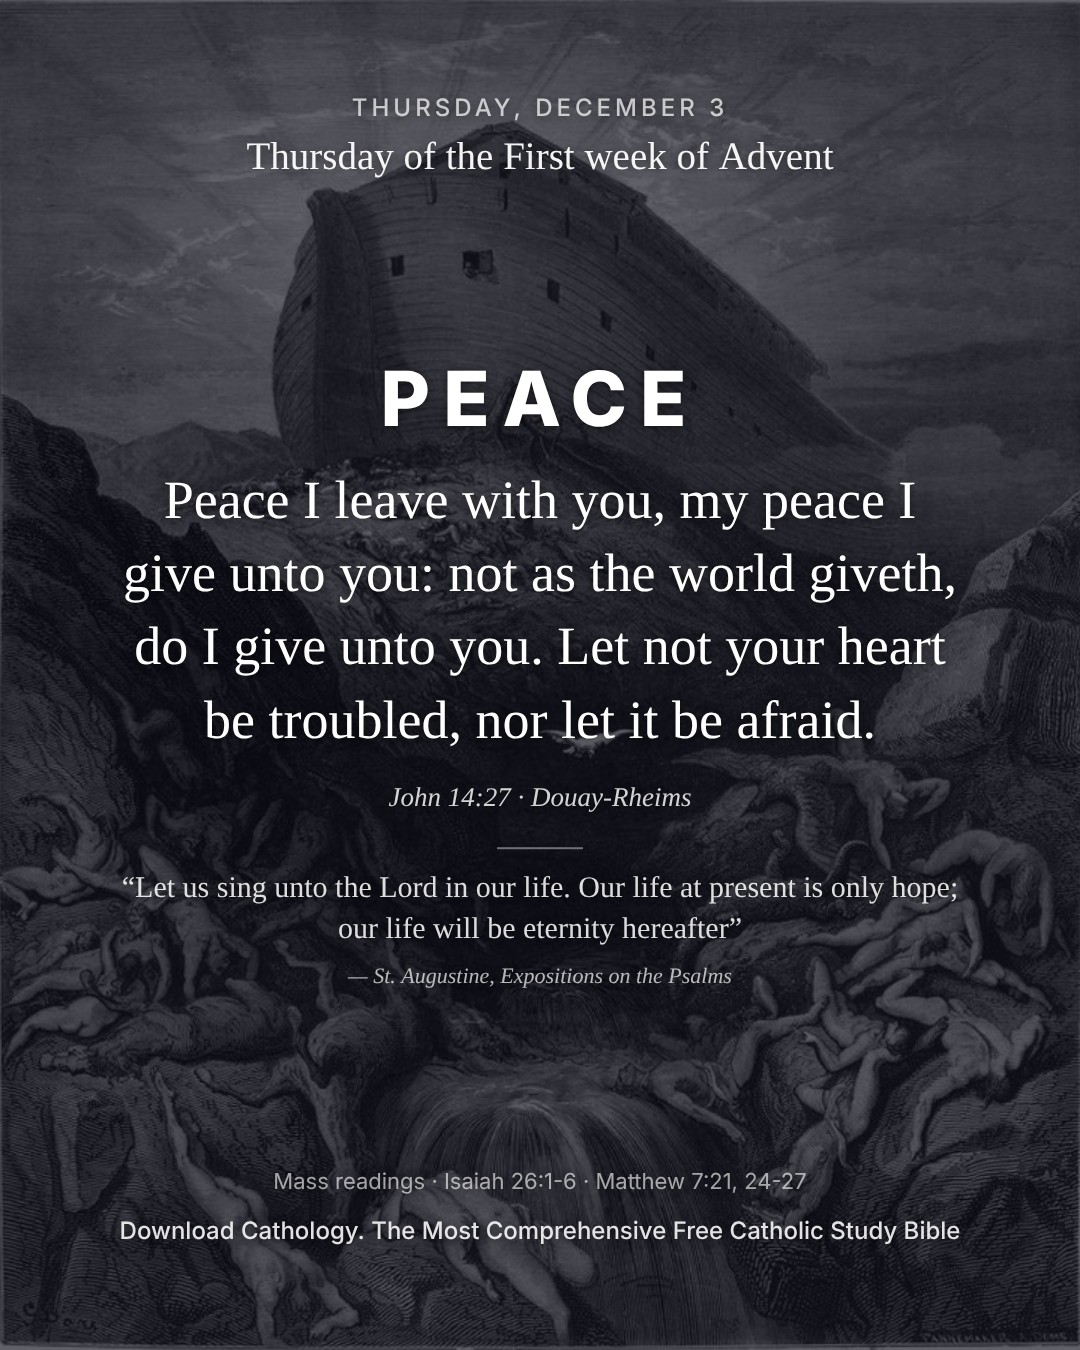 THURSDAY, DECEMBER 3
Thursday of the First week of Advent
PEACE
Peace I leave with you, my peace I
give unto you: not as the world giveth,
do I give unto you. Let not your heart
be troubled, nor let it be afraid.
John 14:27 · Douay-Rheims
“Let us sing unto the Lord in our life. Our life at present is only hope;
our life will be eternity hereafter”
— St. Augustine, Expositions on the Psalms
Mass readings · Isaiah 26:1-6 · Matthew 7:21, 24-27
Download Cathology. The Most Comprehensive Free Catholic Study Bible